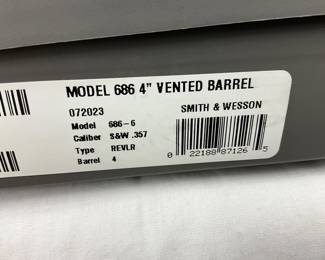 MODEL 686 4" VENTED BARREL
072023 SMITH & WESSON
Model 686-6
Caliber S&W .357
Type REVLR
Barrel 4
0 22188 87126 5